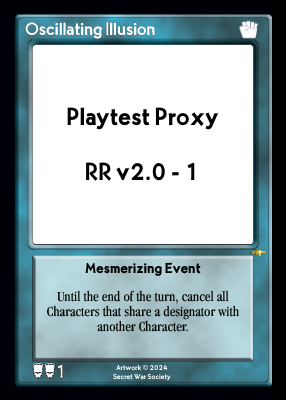 Oscillating Illusion
Playtest Proxy
RR v2.0 - 1
Mesmerizing Event
Until the end of the turn, cancel all
Characters that share a designator with
another Character.
1
Artwork © 2024
Secret War Society